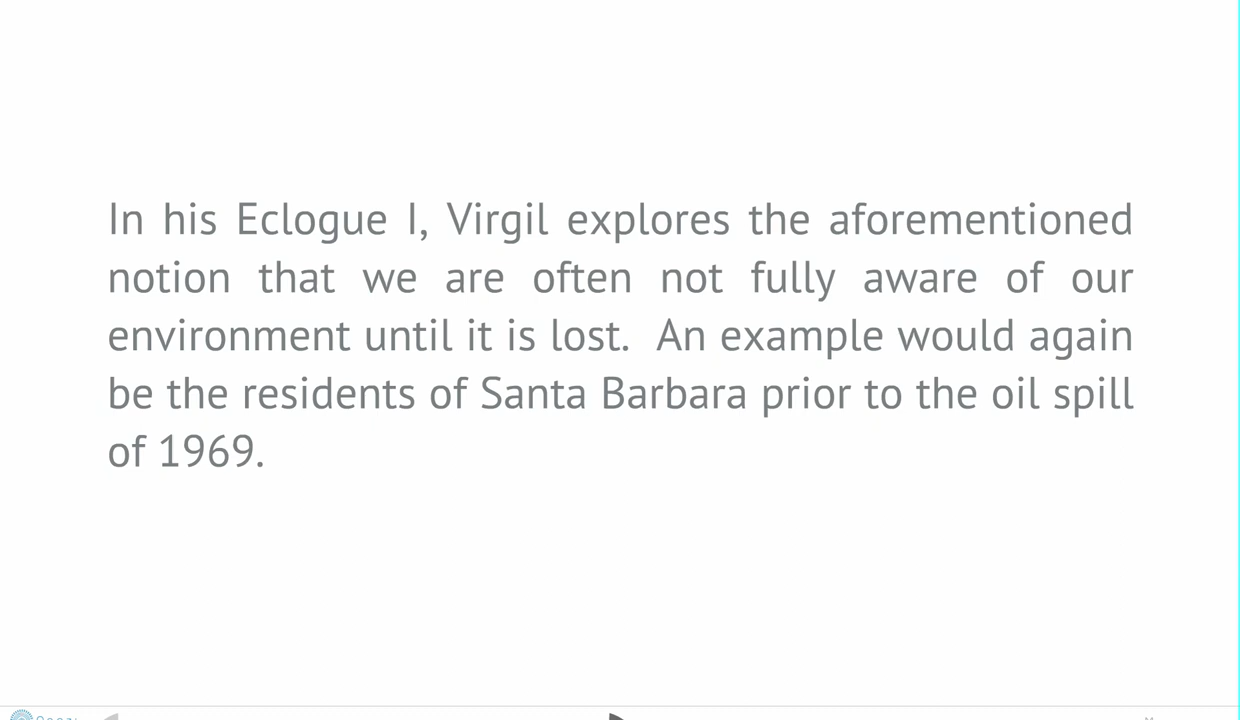 In his Eclogue I, Virgil explores the aforementioned
notion that we are often not fully aware of our
environment until it is lost.  An example would again
be the residents of Santa Barbara prior to the oil spill
of 1969.